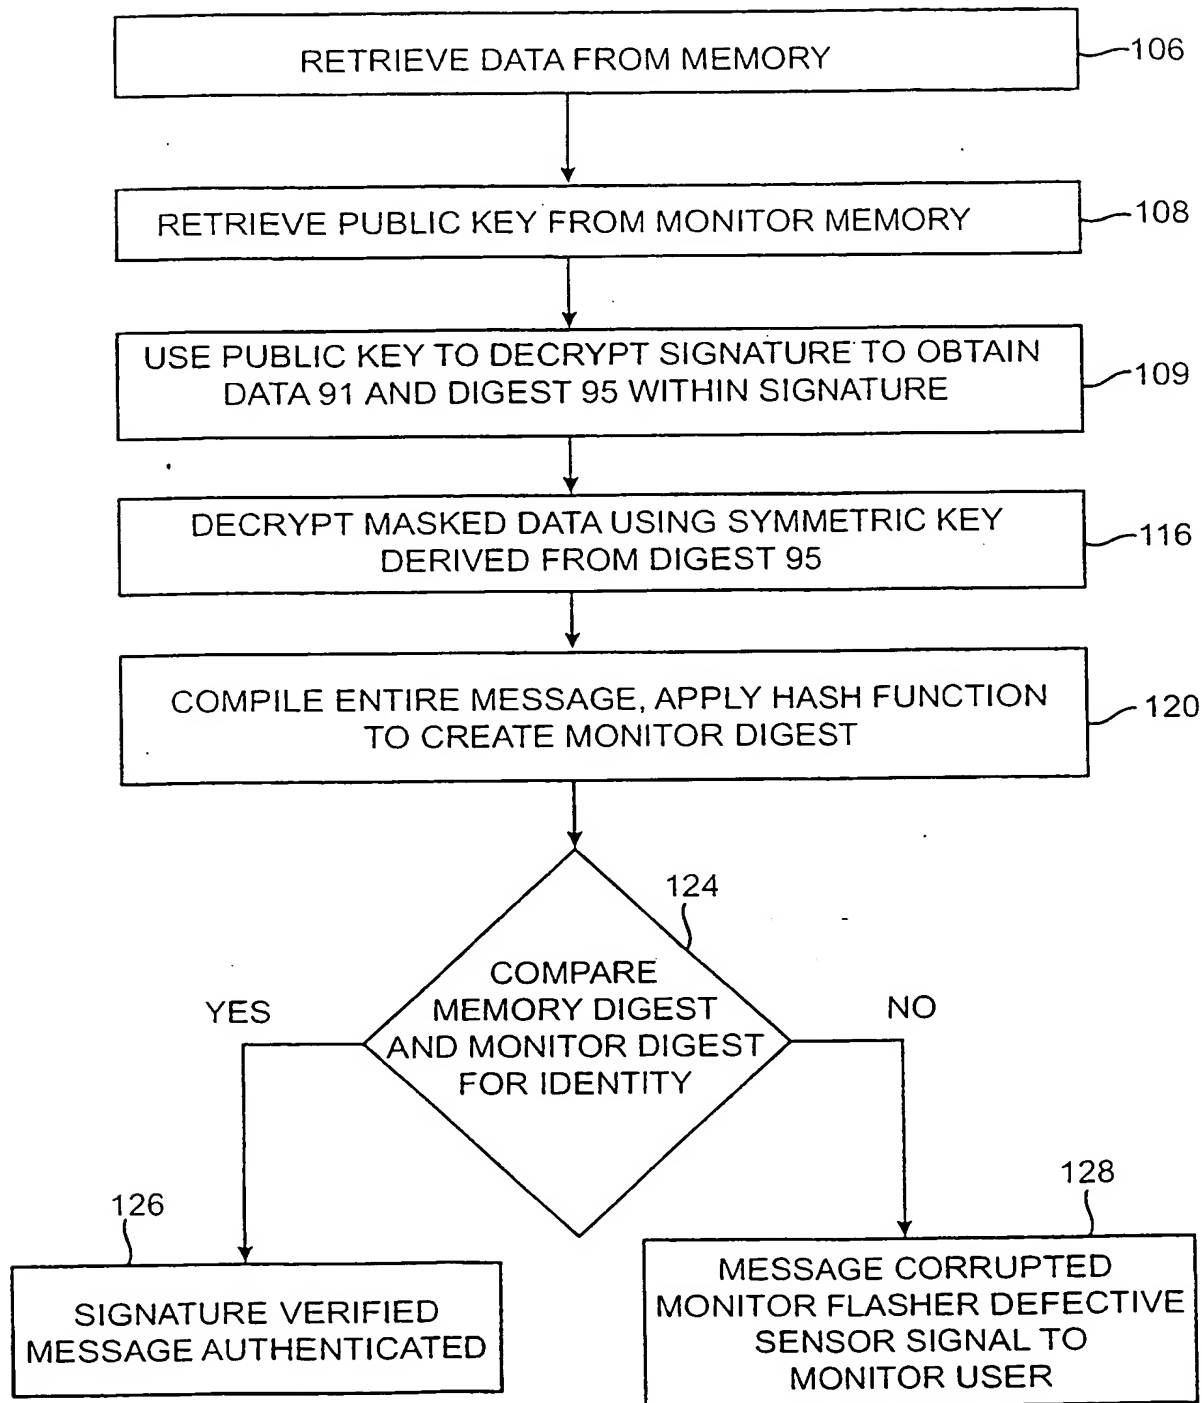 RETRIEVE DATA FROM MEMORY
106
RETRIEVE PUBLIC KEY FROM MONITOR MEMORY
108
USE PUBLIC KEY TO DECRYPT SIGNATURE TO OBTAIN
DATA 91 AND DIGEST 95 WITHIN SIGNATURE
109
DECRYPT MASKED DATA USING SYMMETRIC KEY
DERIVED FROM DIGEST 95
116
COMPILE ENTIRE MESSAGE, APPLY HASH FUNCTION
TO CREATE MONITOR DIGEST
120
124
COMPARE
MEMORY DIGEST
AND MONITOR DIGEST
FOR IDENTITY
YES
NO
126
SIGNATURE VERIFIED
MESSAGE AUTHENTICATED
128
MESSAGE CORRUPTED
MONITOR FLASHER DEFECTIVE
SENSOR SIGNAL TO
MONITOR USER